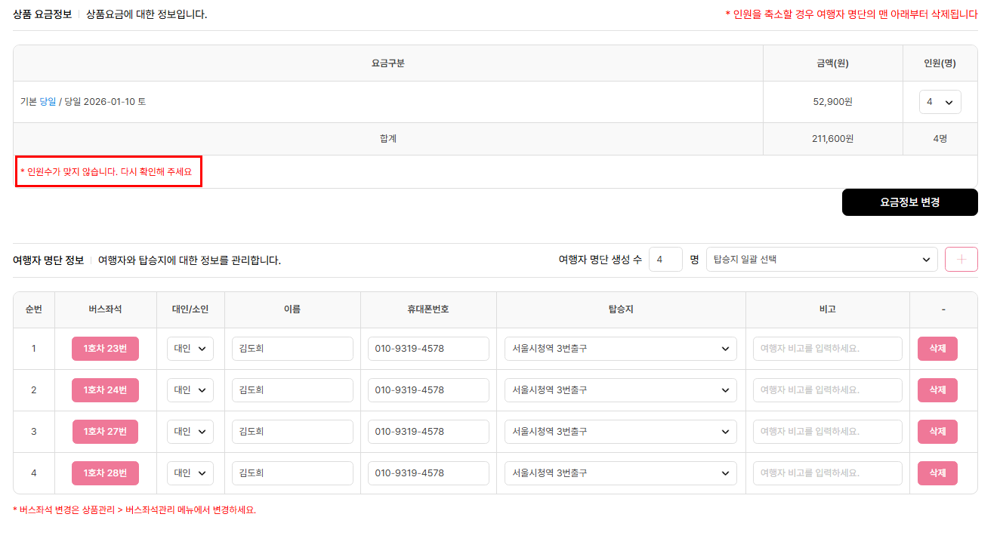 상품 요금정보 상품요금에 대한 정보입니다. * 인원을 축소할 경우 여행자 명단의 맨 아래부터 삭제됩니다
요금구분 금액(원) 인원(명)
기본 당일 / 당일 2026-01-10 토 52,900원 4
합계 211,600원 4명
* 인원수가 맞지 않습니다. 다시 확인해 주세요
요금정보 변경
여행자 명단 정보 여행자와 탑승지에 대한 정보를 관리합니다. 여행자 명단 생성 수 4 명 탑승지 일괄 선택 +
순번 버스좌석 대인/소인 이름 휴대폰번호 탑승지 비고 -
1 1호차 23번 대인 김도희 010-9319-4578 서울시청역 3번출구 여행자 비고를 입력하세요. 삭제
2 1호차 24번 대인 김도희 010-9319-4578 서울시청역 3번출구 여행자 비고를 입력하세요. 삭제
3 1호차 27번 대인 김도희 010-9319-4578 서울시청역 3번출구 여행자 비고를 입력하세요. 삭제
4 1호차 28번 대인 김도희 010-9319-4578 서울시청역 3번출구 여행자 비고를 입력하세요. 삭제
* 버스좌석 변경은 상품관리 > 버스좌석관리 메뉴에서 변경하세요.